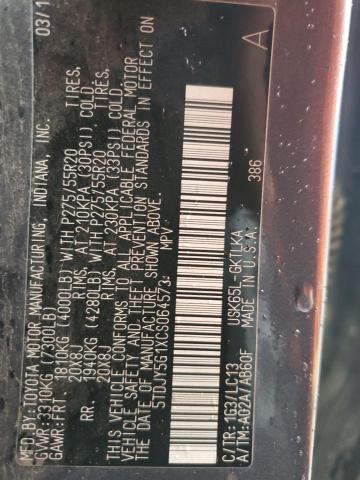 MFD. BY: TOYOTA MOTOR MANUFACTURING, INDIANA, INC. 03/1
GVWR: 3310KG (7300LB)
GAWR: FRT. 1810KG (4000LB) WITH P275/55R20 TIRES,
20X8J RIMS, AT 210KPA (33PSI) COLD,
RR. 1940KG (4280LB) WITH P275/55R20 TIRES,
20X8J RIMS, AT 230KPA (33PSI) COLD,
THIS VEHICLE CONFORMS TO ALL APPLICABLE FEDERAL MOTOR
VEHICLE SAFETY AND THEFT PREVENTION STANDARDS IN EFFECT ON
THE DATE OF MANUFACTURE SHOWN ABOVE.
5TDJY5G1XCS064573 MPV
A
C/TR: 1G3/LC13 USK65L-GKTLKA 386
A/TM: A02A/AB60F MADE IN U.S.A.